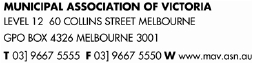 MUNICIPAL ASSOCIATION OF VICTORIA
LEVEL 12 60 COLLINS STREET MELBOURNE
GPO BOX 4326 MELBOURNE 3001
T 03] 9667 5555 F 03] 9667 5550 W www.mav.asn.au